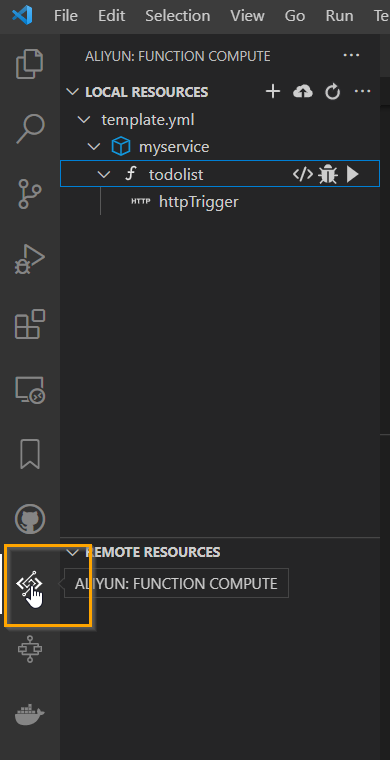 File Edit Selection View Go Run Te
ALIYUN: FUNCTION COMPUTE
LOCAL RESOURCES
template.yml
myservice
todolist
HTTP httpTrigger
REMOTE RESOURCES
ALIYUN: FUNCTION COMPUTE